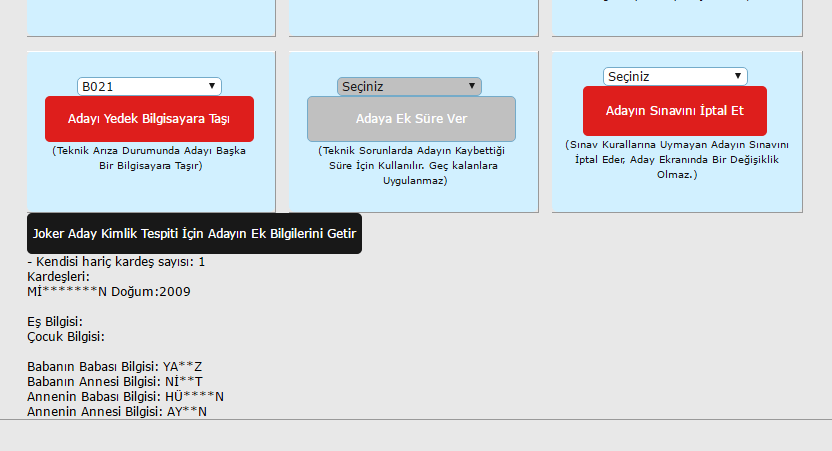 B021
Adayı Yedek Bilgisayara Taşı
(Teknik Arıza Durumunda Adayı Başka
Bir Bilgisayara Taşır)
Seçiniz
Adaya Ek Süre Ver
(Teknik Sorunlarda Adayın Kaybettiği
Süre İçin Kullanılır. Geç kalanlara
Uygulanmaz)
Seçiniz
Adayın Sınavını İptal Et
(Sınav Kurallarına Uymayan Adayın Sınavını
İptal Eder, Aday Ekranında Bir Değişiklik
Olmaz.)
Joker Aday Kimlik Tespiti İçin Adayın Ek Bilgilerini Getir
- Kendisi hariç kardeş sayısı: 1
Kardeşleri:
Mİ*******N Doğum:2009
Eş Bilgisi:
Çocuk Bilgisi:
Babanın Babası Bilgisi: YA**Z
Babanın Annesi Bilgisi: Nİ**T
Annenin Babası Bilgisi: HÜ****N
Annenin Annesi Bilgisi: AY**N